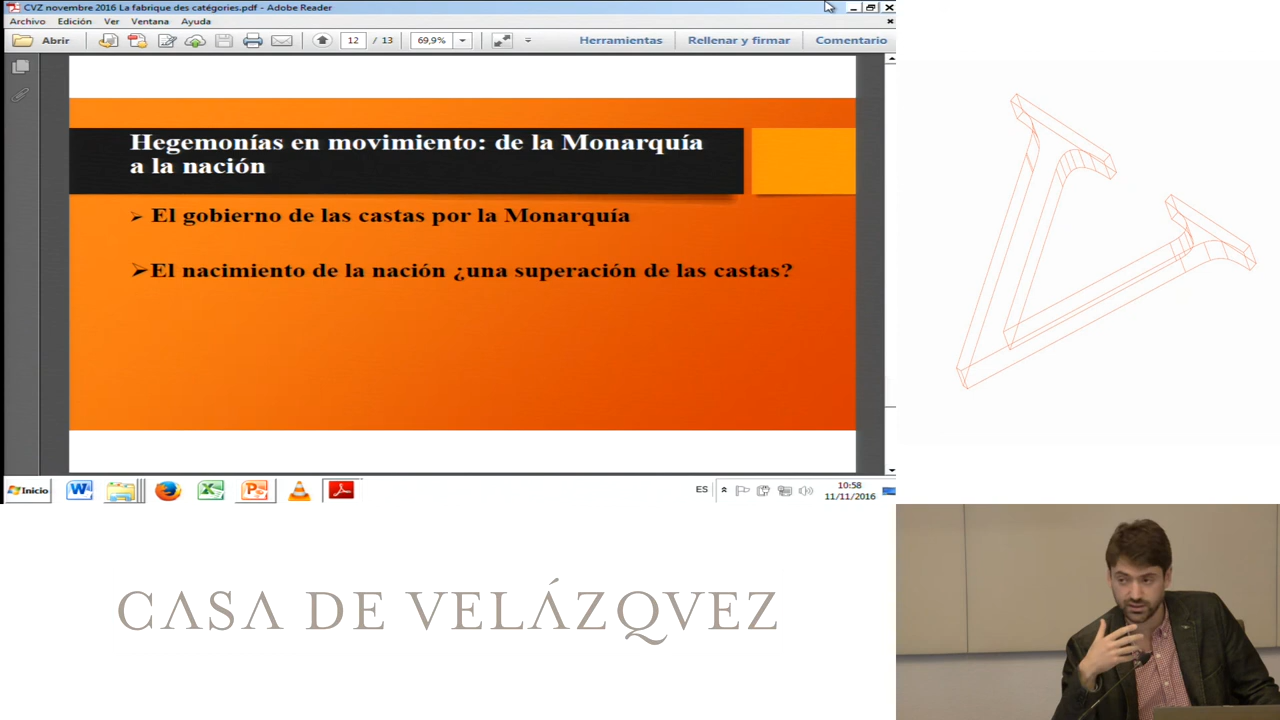 CVZ novembre 2016 La fabrique des catégories.pdf - Adobe Reader
Archivo Edición Ver Ventana Ayuda
Abrir 12 / 13 69,9% Herramientas Rellenar y firmar Comentario
Hegemonías en movimiento: de la Monarquía
a la nación
El gobierno de las castas por la Monarquía
El nacimiento de la nación ¿una superación de las castas?
Inicio ES 10:58
11/11/2016
CASA DE VELÁZQVEZ